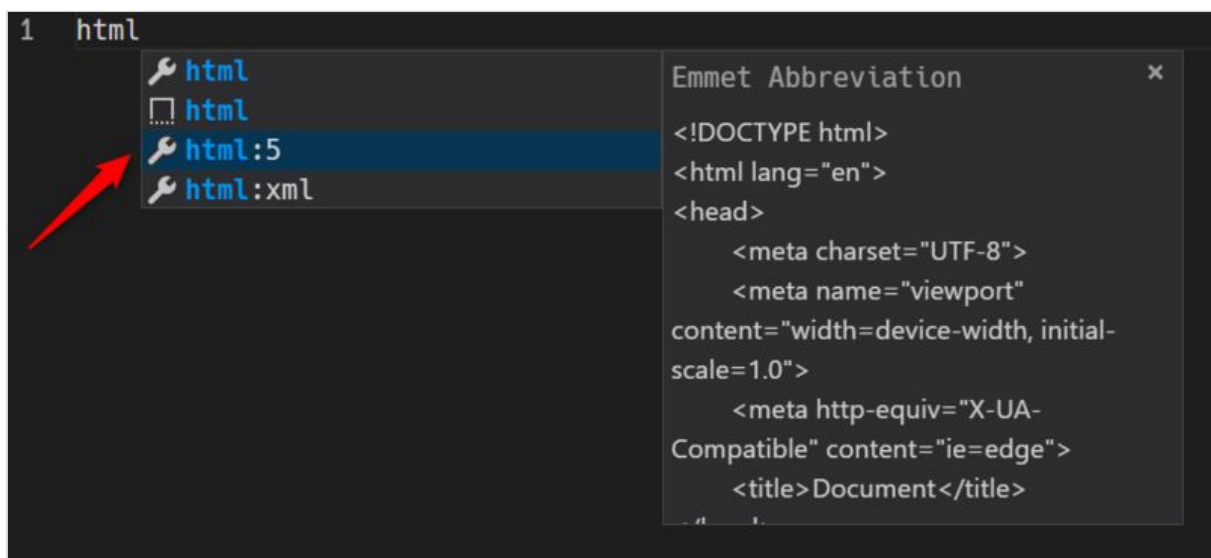 1 html
html
html
html:5
html:xml
Emmet Abbreviation ×
<!DOCTYPE html>
<html lang="en">
<head>
<meta charset="UTF-8">
<meta name="viewport"
content="width=device-width, initial-
scale=1.0">
<meta http-equiv="X-UA-
Compatible" content="ie=edge">
<title>Document</title>